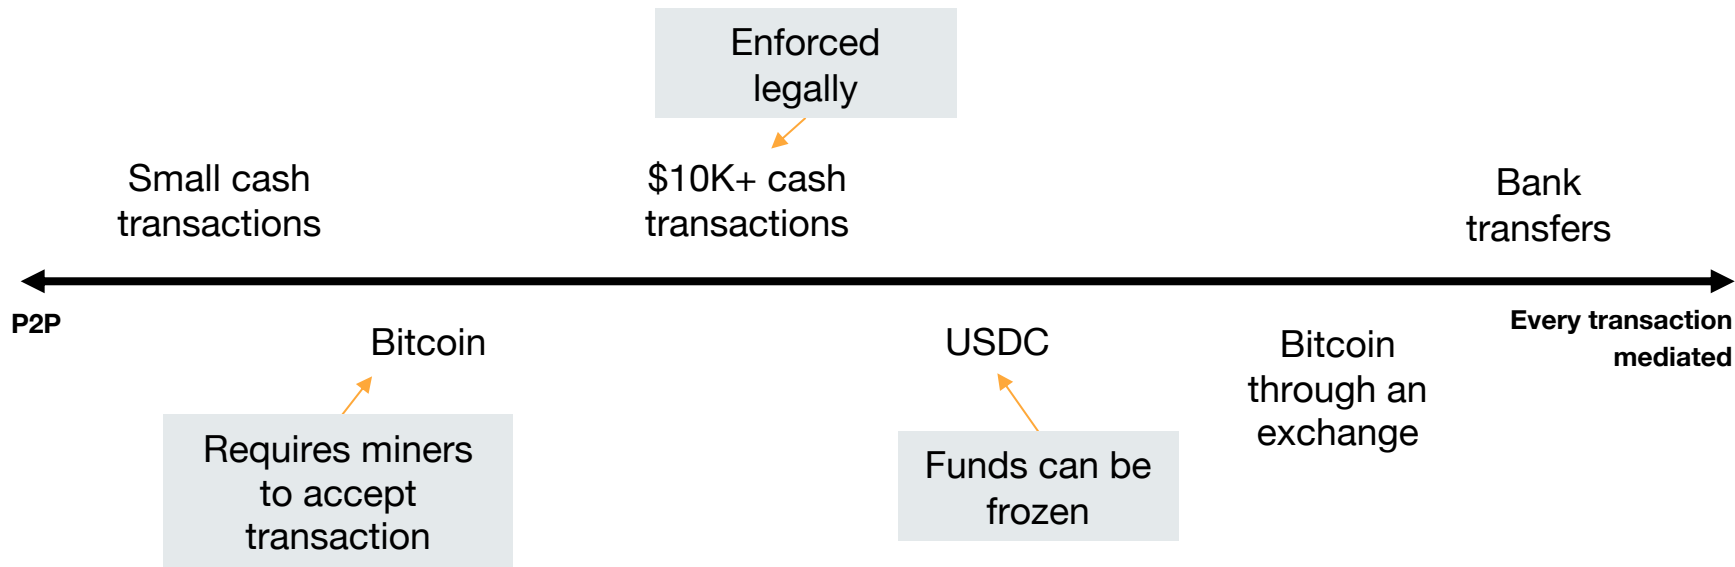 Enforced
legally
Small cash
transactions
$10K+ cash
transactions
Bank
transfers
P2P
Every transaction
mediated
Bitcoin
USDC
Bitcoin
through an
exchange
Requires miners
to accept
transaction
Funds can be
frozen